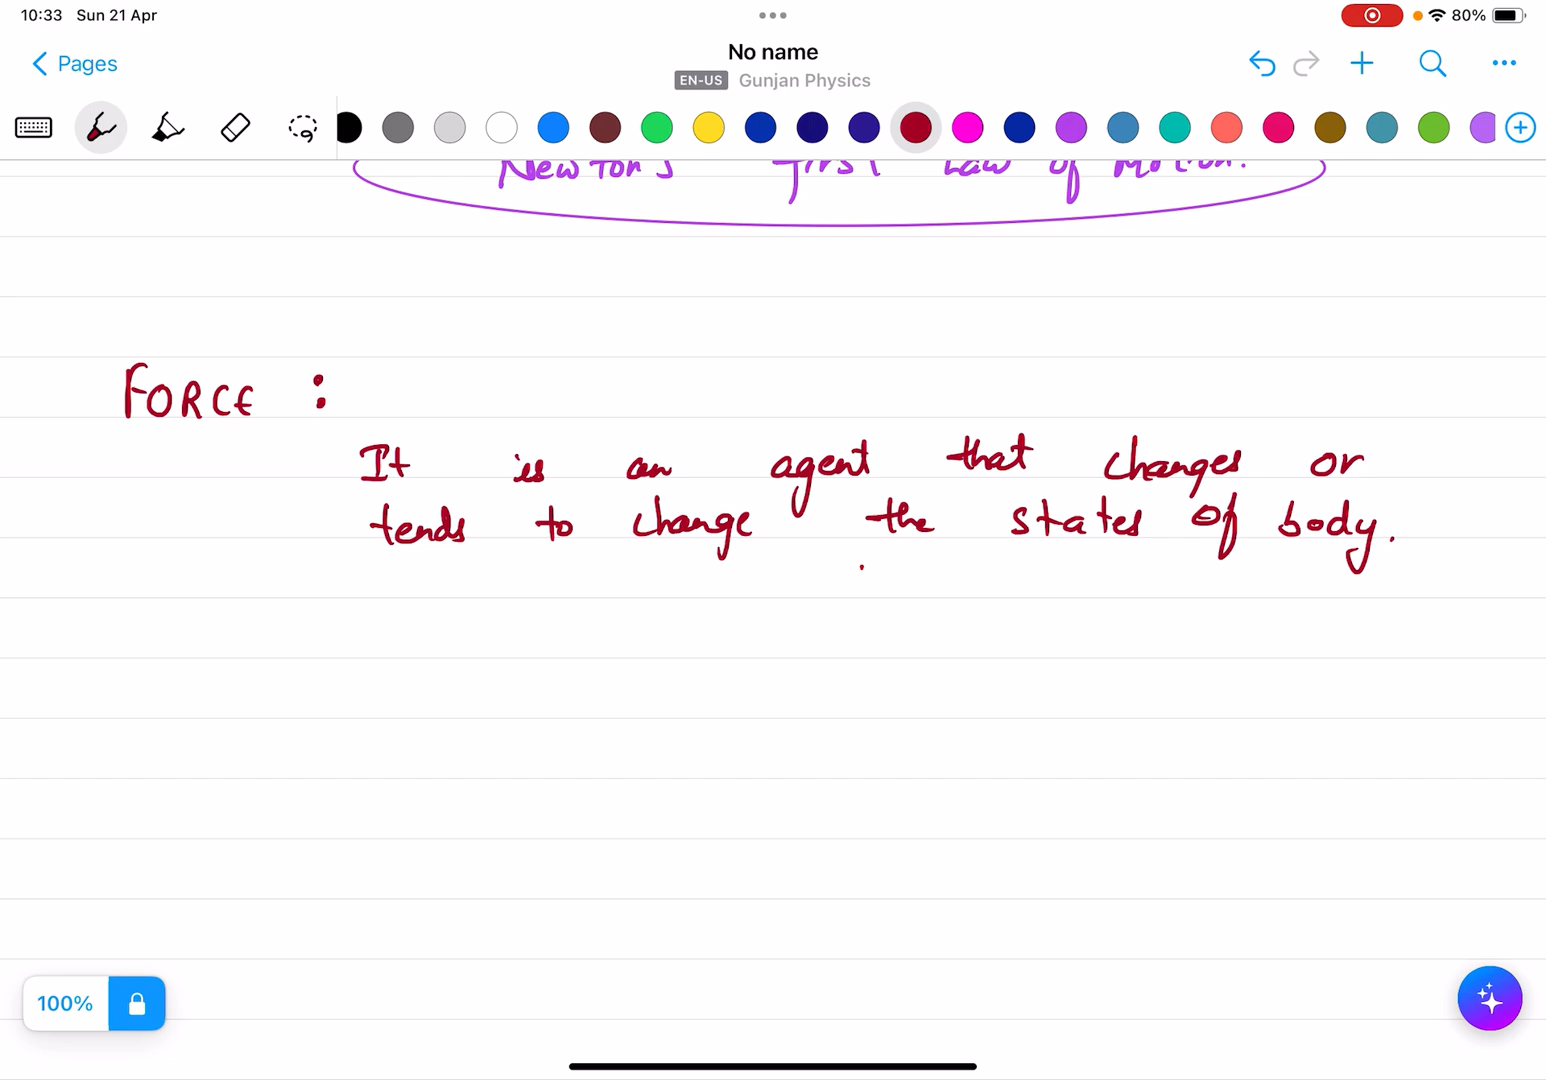 10:33 Sun 21 Apr
80%
Pages
No name
EN-US Gunjan Physics
Newton's first Law of Motion.
FORCE :
It is an agent that changes or
tends to change the states of body.
100%